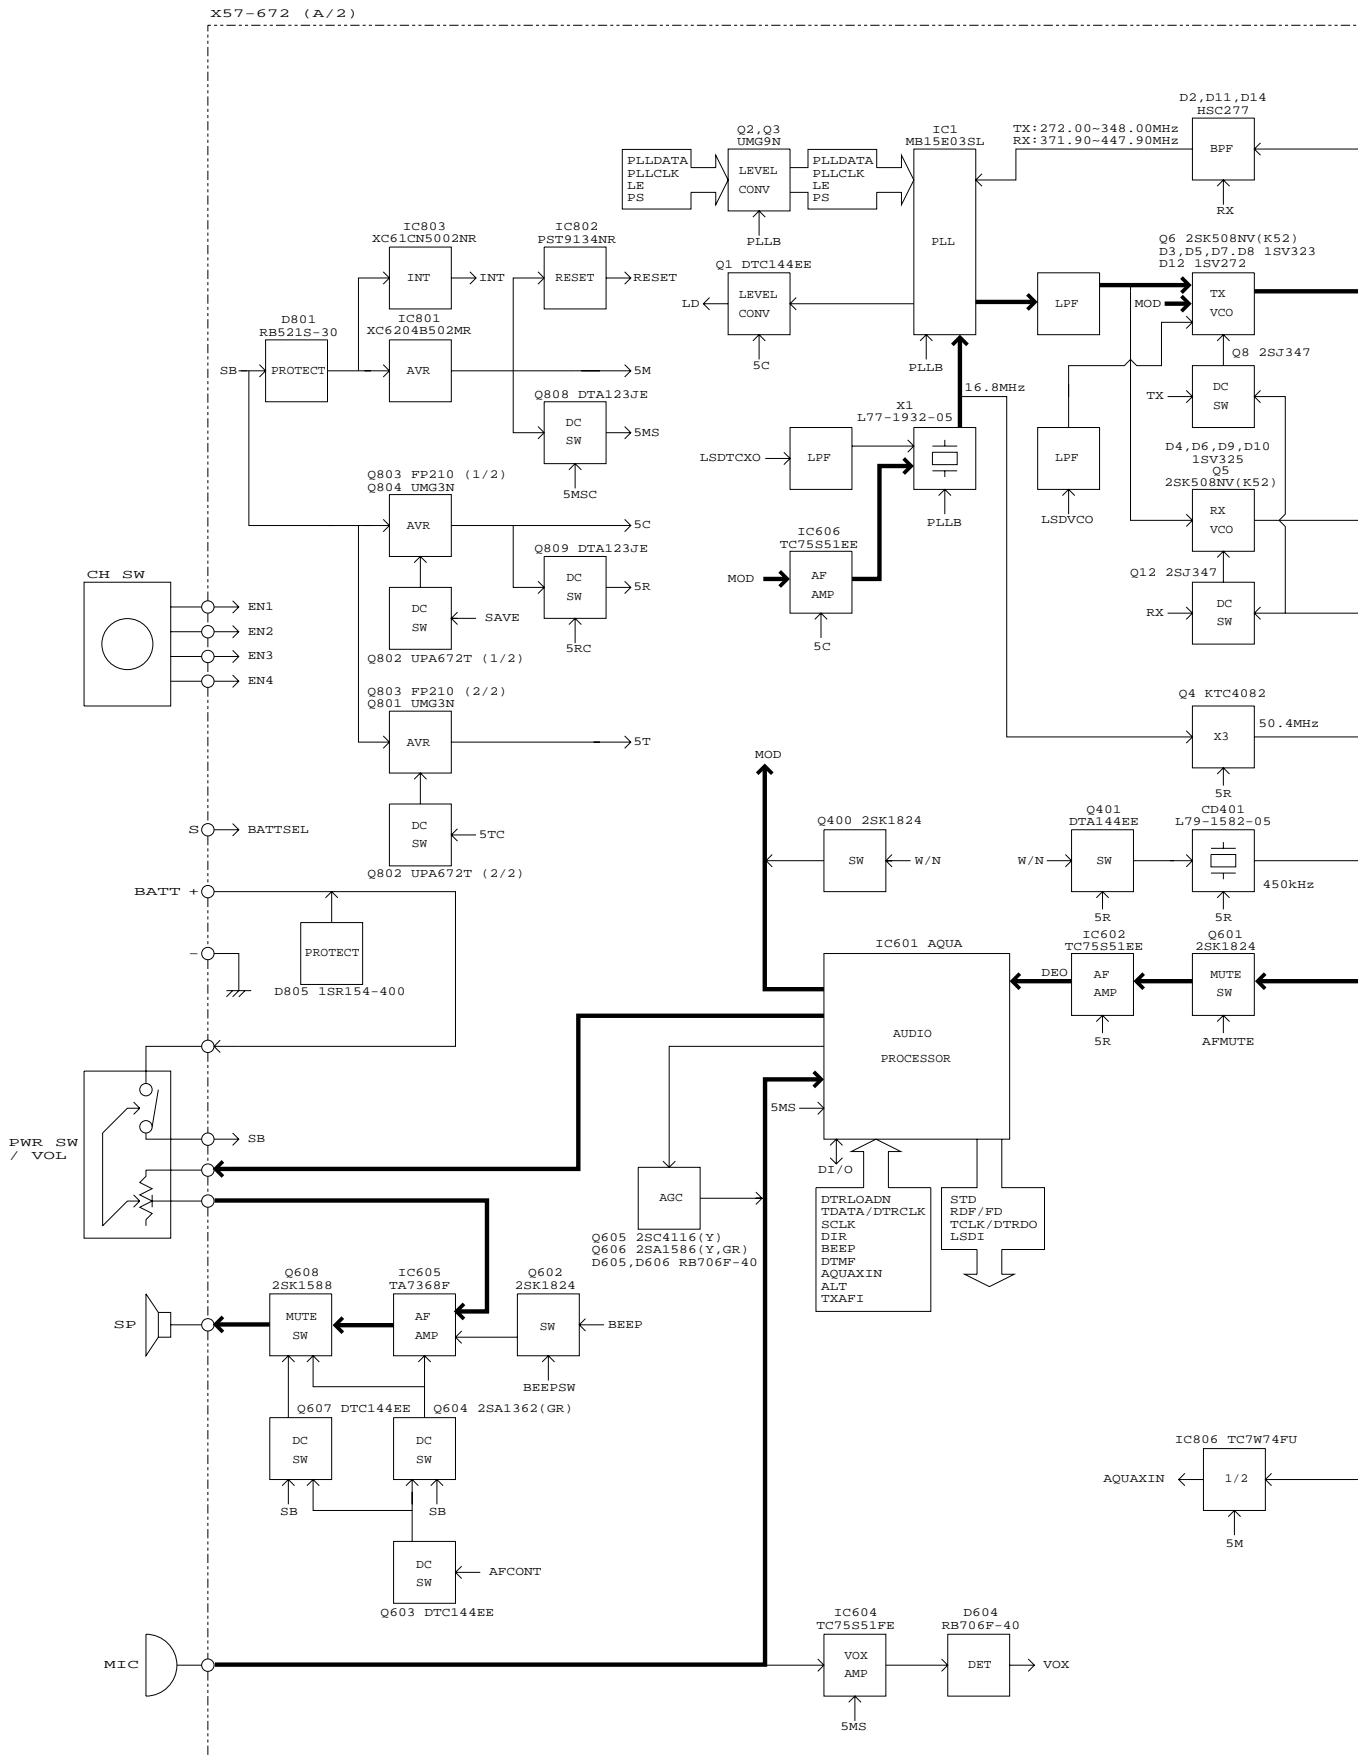 X57-672 (A/2)
D2,D11,D14
HSC277
TX:272.00~348.00MHz
RX:371.90~447.90MHz
BPF
RX
Q2,Q3
UMG9N
PLLDATA
PLLCLK
LE
PS
LEVEL
CONV
PLLB
PLLDATA
PLLCLK
LE
PS
IC1
MB15E03SL
PLL
PLLB
IC803
XC61CN5002NR
INT
INT
IC802
PST9134NR
RESET
RESET
Q1 DTC144EE
LD
LEVEL
CONV
5C
LPF
Q6 2SK508NV(K52)
D3,D5,D7.D8 1SV323
D12 1SV272
MOD
TX
VCO
D801
RB521S-30
SB
PROTECT
IC801
XC6204B502MR
AVR
5M
Q808 DTA123JE
DC
SW
5MS
5MSC
Q8 2SJ347
TX
DC
SW
16.8MHz
X1
L77-1932-05
LSDTCXO
LPF
PLLB
LPF
LSDVCO
D4,D6,D9,D10
1SV325
Q5
2SK508NV(K52)
RX
VCO
Q803 FP210 (1/2)
Q804 UMG3N
AVR
5C
Q809 DTA123JE
DC
SW
5R
5RC
IC606
TC75S51EE
MOD
AF
AMP
5C
Q12 2SJ347
RX
DC
SW
CH SW
EN1
EN2
EN3
EN4
DC
SW
SAVE
Q802 UPA672T (1/2)
Q803 FP210 (2/2)
Q801 UMG3N
AVR
5T
DC
SW
5TC
Q802 UPA672T (2/2)
Q4 KTC4082
X3
50.4MHz
5R
MOD
Q400 2SK1824
SW
W/N
Q401
DTA144EE
W/N
SW
5R
CD401
L79-1582-05
450kHz
5R
S
BATTSEL
BATT +
-
PROTECT
D805 1SR154-400
IC601 AQUA
AUDIO
PROCESSOR
5MS
DI/O
DEO
IC602
TC75S51EE
AF
AMP
5R
Q601
2SK1824
MUTE
SW
AFMUTE
PWR SW
/ VOL
SB
AGC
Q605 2SC4116(Y)
Q606 2SA1586(Y,GR)
D605,D606 RB706F-40
DTRLOADN
TDATA/DTRCLK
SCLK
DIR
BEEP
DTMF
AQUAXIN
ALT
TXAFI
STD
RDF/FD
TCLK/DTRDO
LSDI
Q608
2SK1588
MUTE
SW
IC605
TA7368F
AF
AMP
Q602
2SK1824
SW
BEEP
BEEPSW
SP
Q607 DTC144EE
DC
SW
SB
Q604 2SA1362(GR)
DC
SW
SB
DC
SW
AFCONT
Q603 DTC144EE
IC806 TC7W74FU
AQUAXIN
1/2
5M
MIC
IC604
TC75S51FE
VOX
AMP
5MS
D604
RB706F-40
DET
VOX